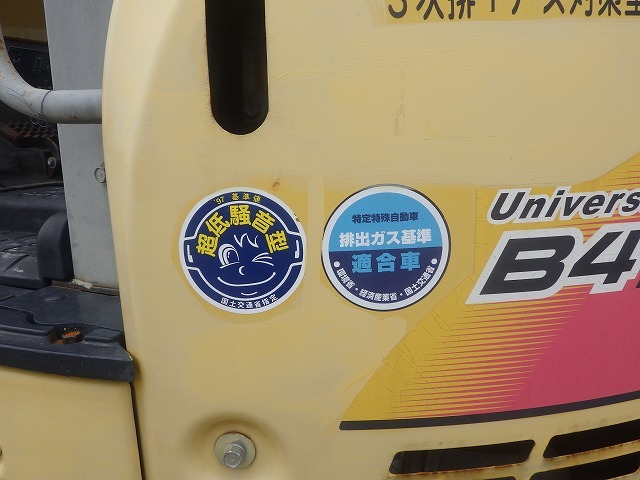 '97 基準値
超低騒音型
国土交通省指定
特定特殊自動車
排出ガス基準
適合車
●環境省・経済産業省・国土交通省●
Univers
B4